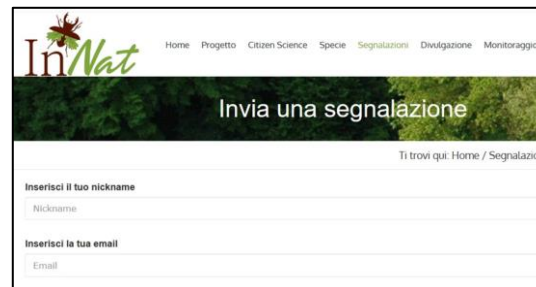 InNat
Home Progetto Citizen Science Specie Segnalazioni Divulgazione Monitoraggio
Invia una segnalazione
Ti trovi qui: Home / Segnalazio
Inserisci il tuo nickname
Nickname
Inserisci la tua email
Email